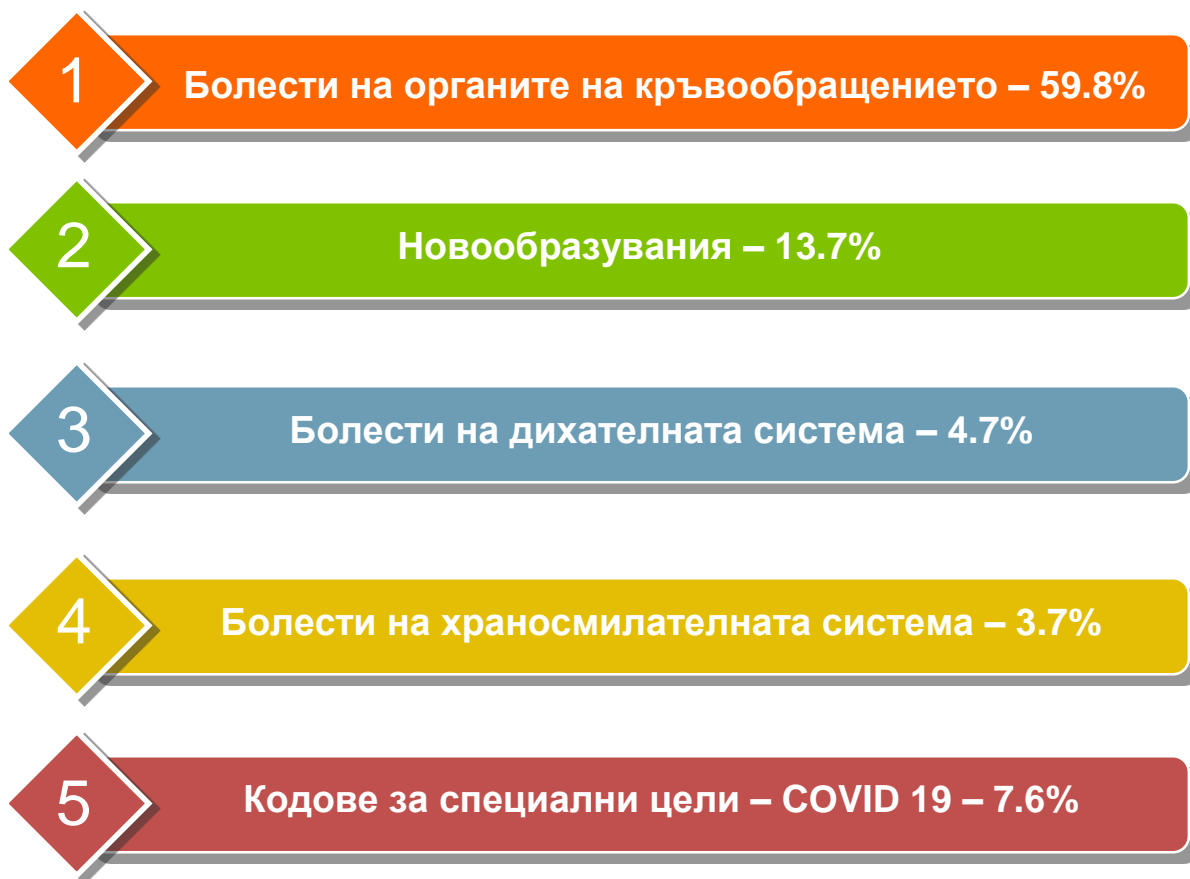 1
Болести на органите на кръвообращението – 59.8%
2
Новообразувания – 13.7%
3
Болести на дихателната система – 4.7%
4
Болести на храносмилателната система – 3.7%
5
Кодове за специални цели – COVID 19 – 7.6%